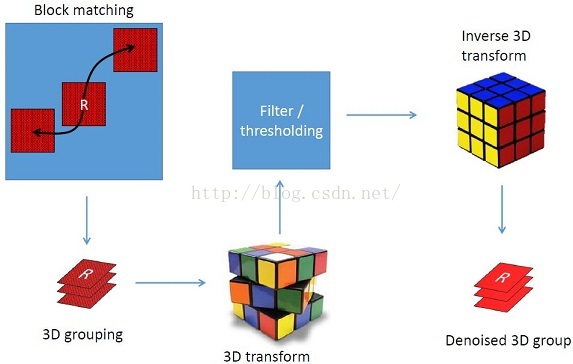 Block matching
R
Filter /
thresholding
Inverse 3D
transform
http://blog.csdn.net/
R
3D grouping
3D transform
R
Denoised 3D group